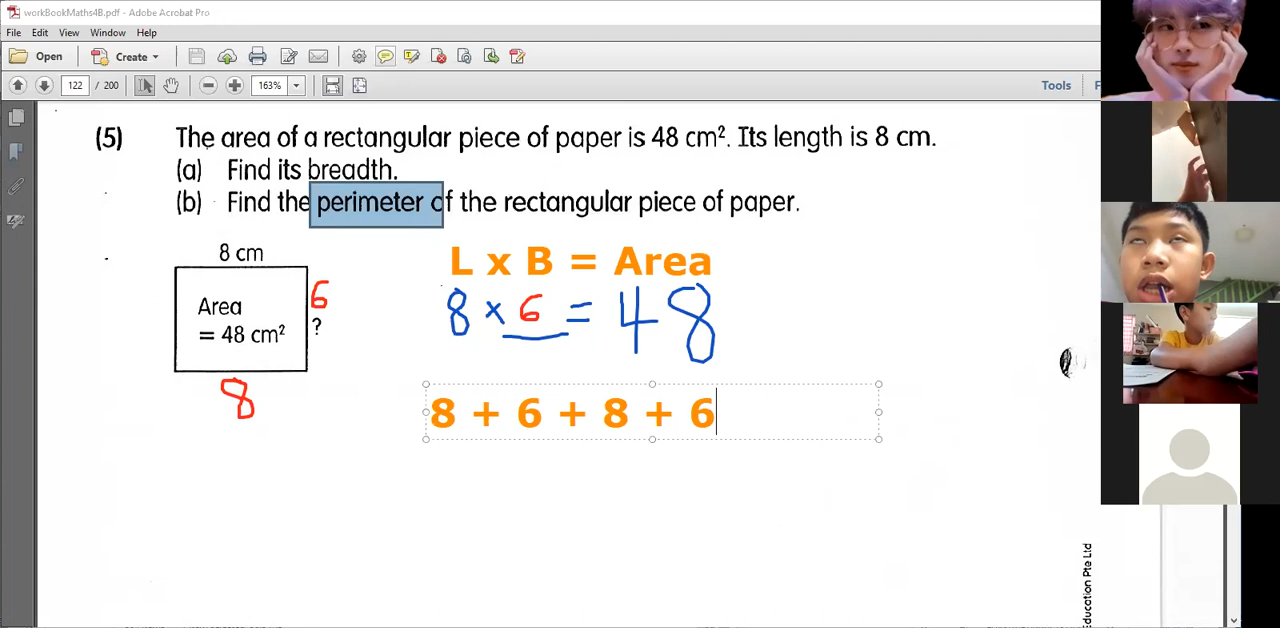 workBookMaths4B.pdf - Adobe Acrobat Pro
File Edit View Window Help
Open Create
122 / 200 163% Tools
(5) The area of a rectangular piece of paper is 48 cm². Its length is 8 cm.
(a) Find its breadth.
(b) Find the perimeter of the rectangular piece of paper.
8 cm
L x B = Area
Area 6
= 48 cm² ?
8 x 6 = 48
8
8 + 6 + 8 + 6
Education Pte Ltd